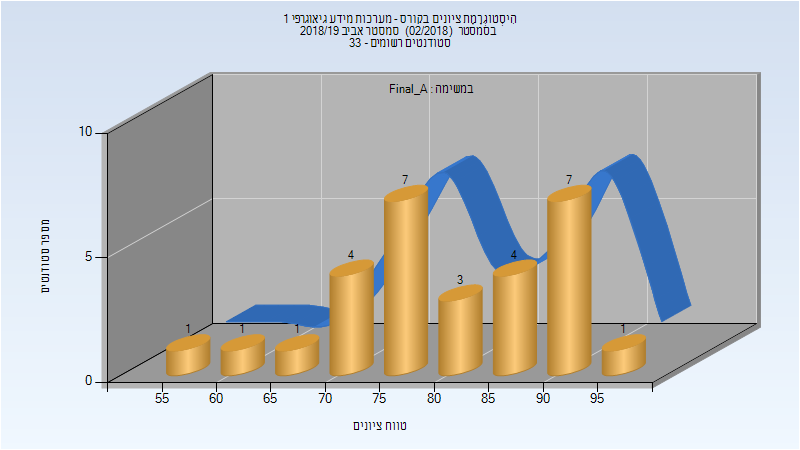 היסטוגרמת ציונים בקורס - מערכות מידע גיאוגרפי 1
בסמסטר (02/2018) סמסטר אביב 2018/19
סטודנטים רשומים - 33
במשימה : Final_A
10
5
0
מספר סטודנטים
1
1
1
4
7
3
4
7
1
55 60 65 70 75 80 85 90 95
טווח ציונים